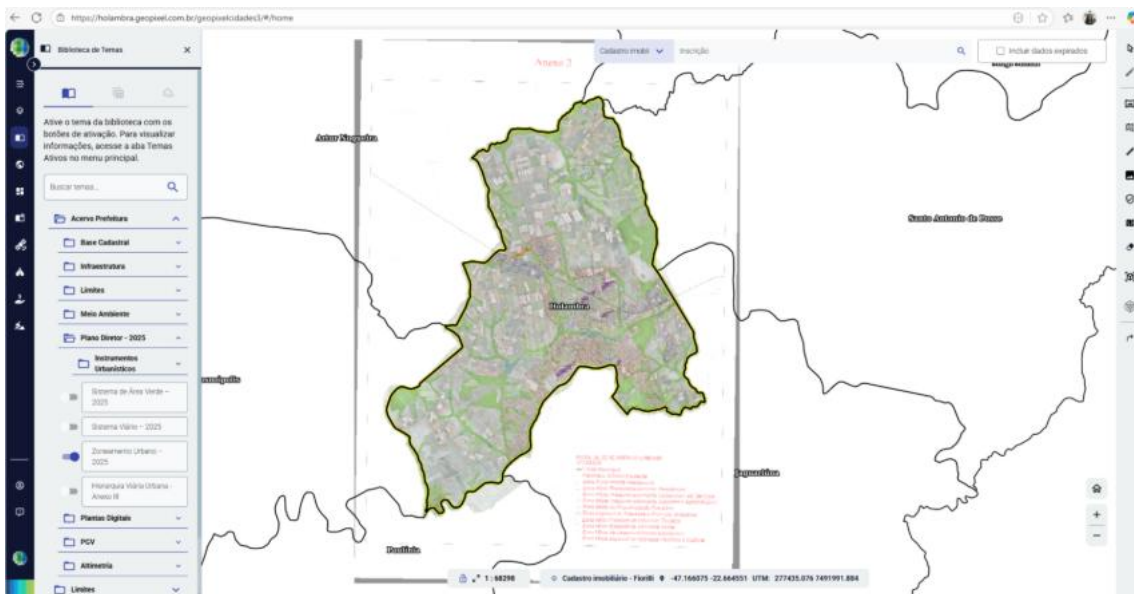 https://holambra.geopixel.com.br/geopixelcidades3/#/home
Biblioteca de Temas
Ative o tema da biblioteca com os
botões de ativação. Para visualizar
informações, acesse a aba Temas
Ativos no menu principal.
Buscar temas...
Acervo Prefeitura
Base Cadastral
Infraestrutura
Limites
Meio Ambiente
Plano Diretor - 2025
Instrumentos
Urbanísticos
Sistema de Área Verde –
2025
Sistema Viário – 2025
Zoneamento Urbano –
2025
Hierarquia Viária Urbana -
Anexo III
Plantas Digitais
PGV
Altimetria
Limites
Cadastro imobili
Inscrição
Incluir dados expirados
Anexo 2
Artur Nogueira
Santo Antonio de Posse
Holambra
Jaguariúna
Paulínia
1 : 68298
Cadastro imobiliário - Fiorilli
-47.166075 -22.664551 UTM: 277435.076 7491991.884